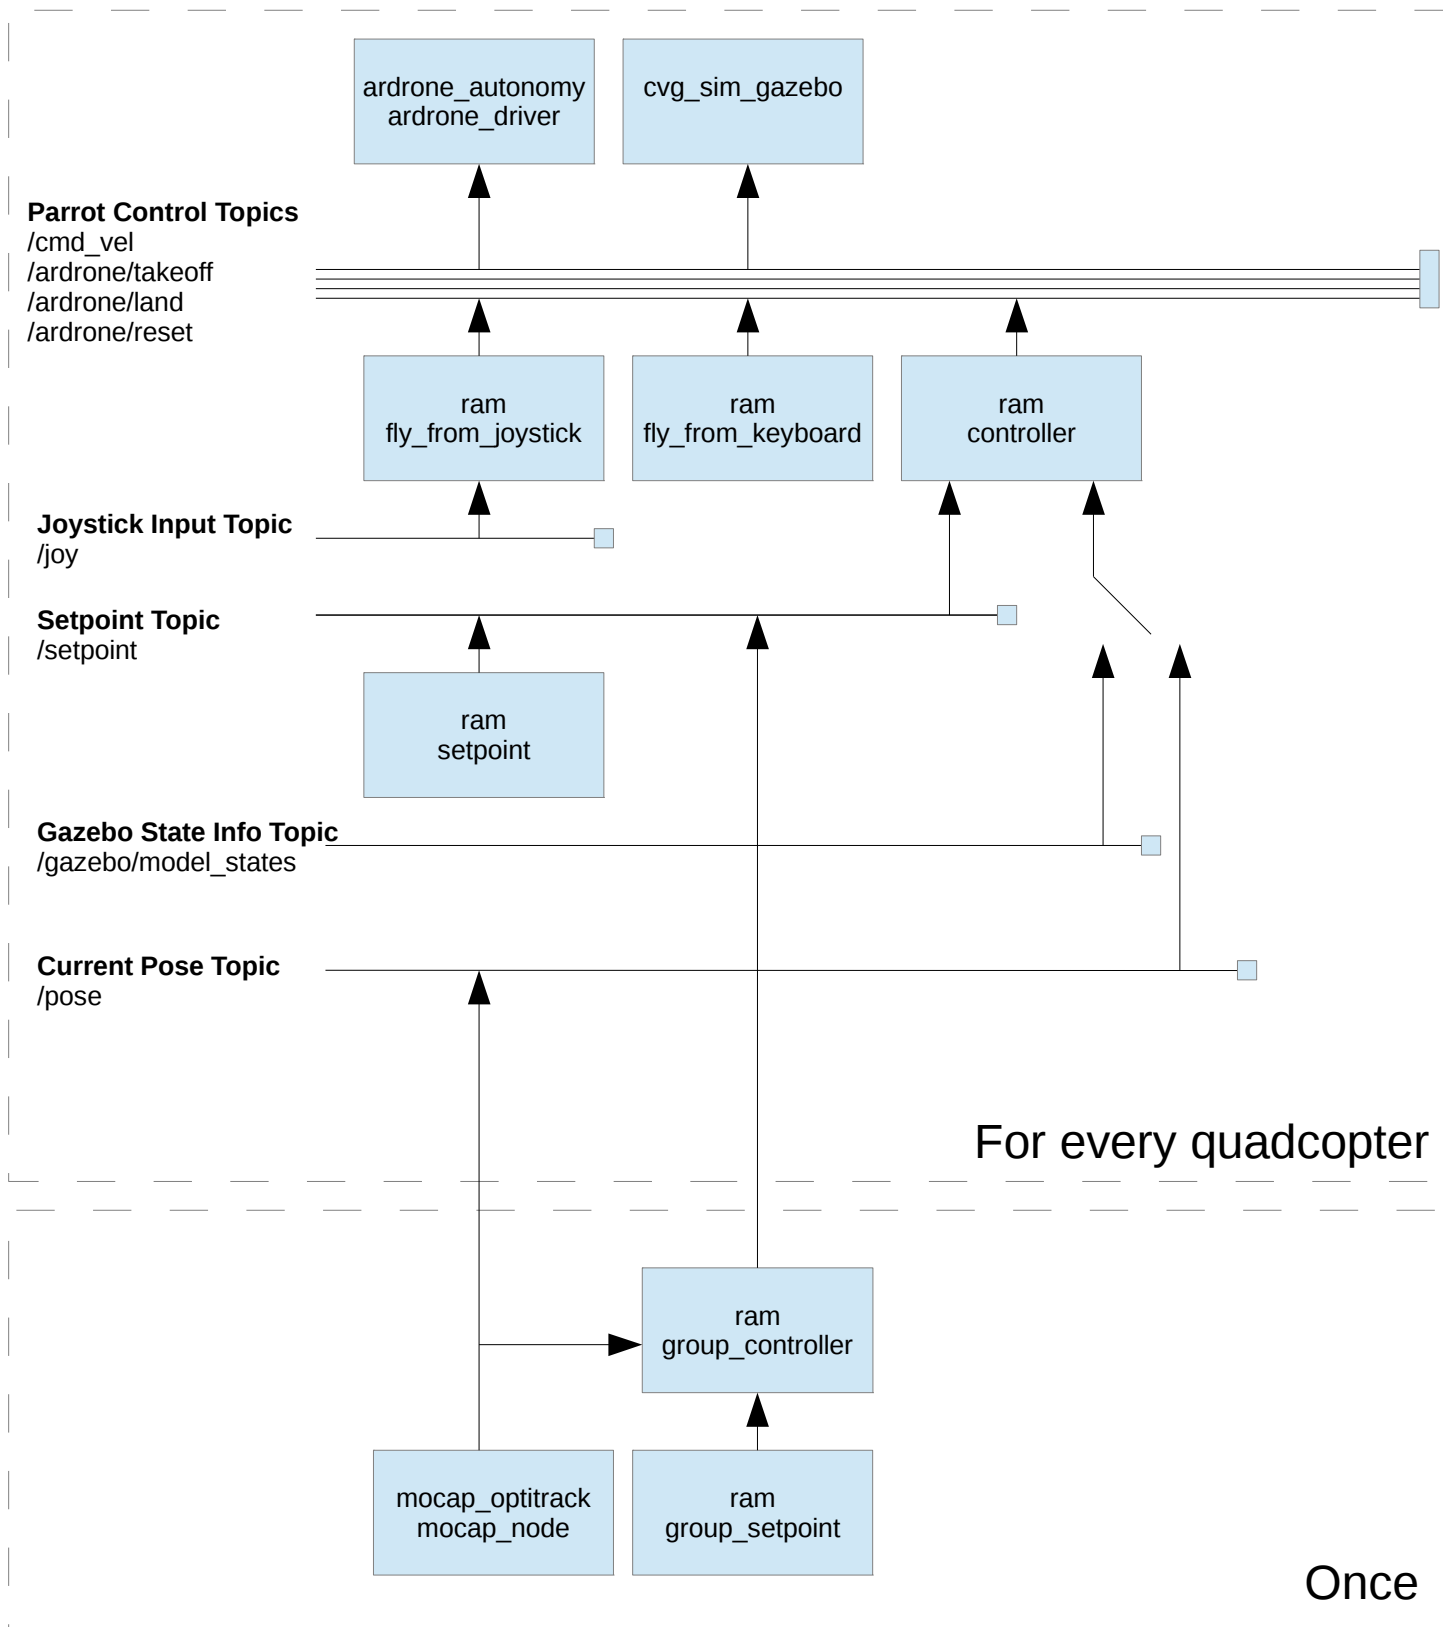 ardrone_autonomy
ardrone_driver
cvg_sim_gazebo
Parrot Control Topics
/cmd_vel
/ardrone/takeoff
/ardrone/land
/ardrone/reset
ram
fly_from_joystick
ram
fly_from_keyboard
ram
controller
Joystick Input Topic
/joy
Setpoint Topic
/setpoint
ram
setpoint
Gazebo State Info Topic
/gazebo/model_states
Current Pose Topic
/pose
For every quadcopter
ram
group_controller
mocap_optitrack
mocap_node
ram
group_setpoint
Once